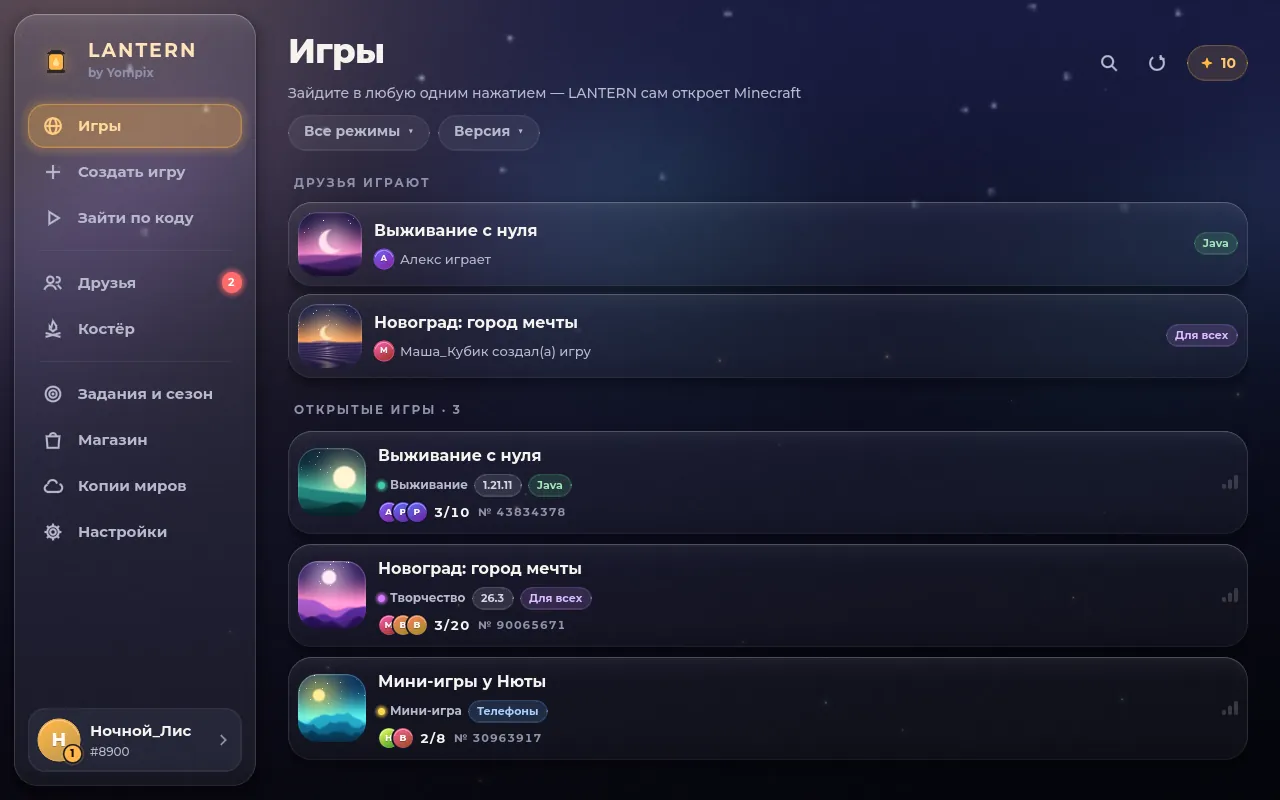 LANTERN
by Yompix
Игры
Создать игру
Зайти по коду
Друзья
2
Костёр
Задания и сезон
Магазин
Копии миров
Настройки
Н
1
Ночной_Лис
#8900
Игры
Зайдите в любую одним нажатием — LANTERN сам откроет Minecraft
10
Все режимы
Версия
ДРУЗЬЯ ИГРАЮТ
Выживание с нуля
А Алекс играет
Java
Новоград: город мечты
М Маша_Кубик создал(а) игру
Для всех
ОТКРЫТЫЕ ИГРЫ · 3
Выживание с нуля
Выживание 1.21.11 Java
А Р Р 3/10 № 43834378
Новоград: город мечты
Творчество 26.3 Для всех
М В В 3/20 № 90065671
Мини-игры у Нюты
Мини-игра Телефоны
Н В 2/8 № 30963917